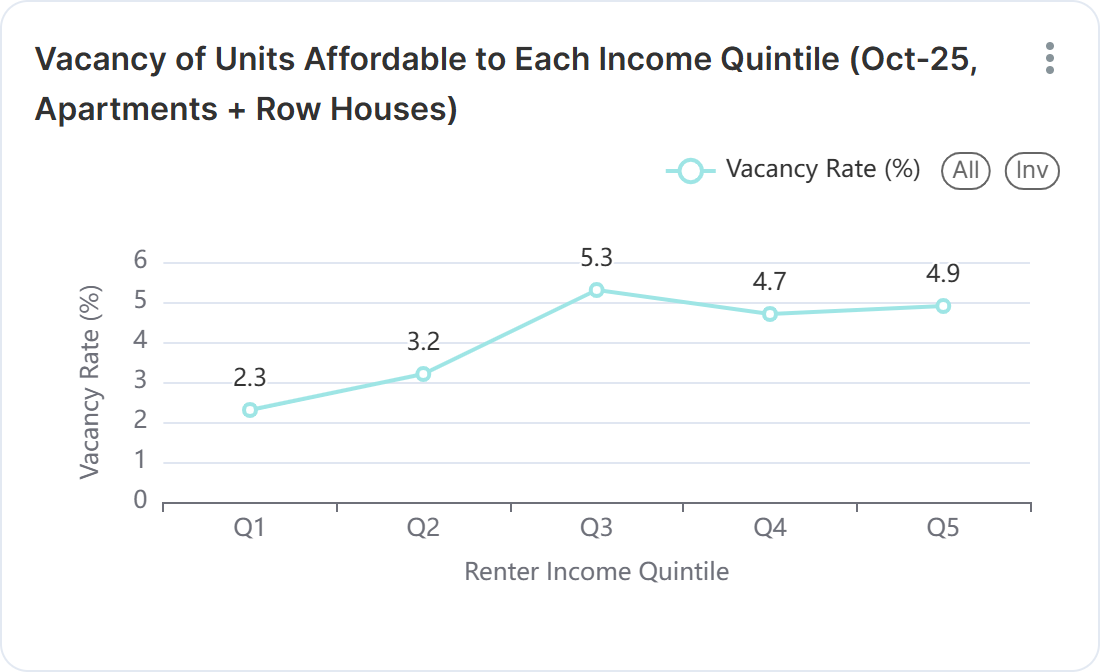 Vacancy of Units Affordable to Each Income Quintile (Oct-25,
Apartments + Row Houses)
Vacancy Rate (%) All Inv
Vacancy Rate (%)
6
5
4
3
2
1
0
2.3
3.2
5.3
4.7
4.9
Q1 Q2 Q3 Q4 Q5
Renter Income Quintile